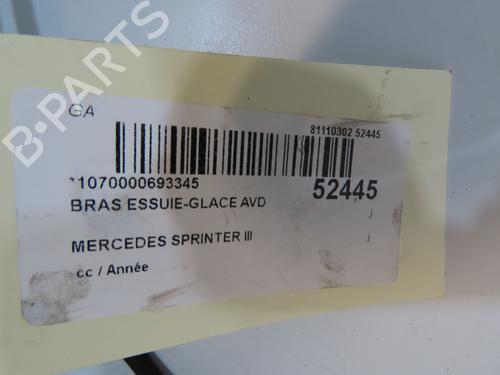 B-PARTS
GA
81110302 52445
*1070000693345
52445
BRAS ESSUIE-GLACE AVD
j
MERCEDES SPRINTER III
j
cc / Année